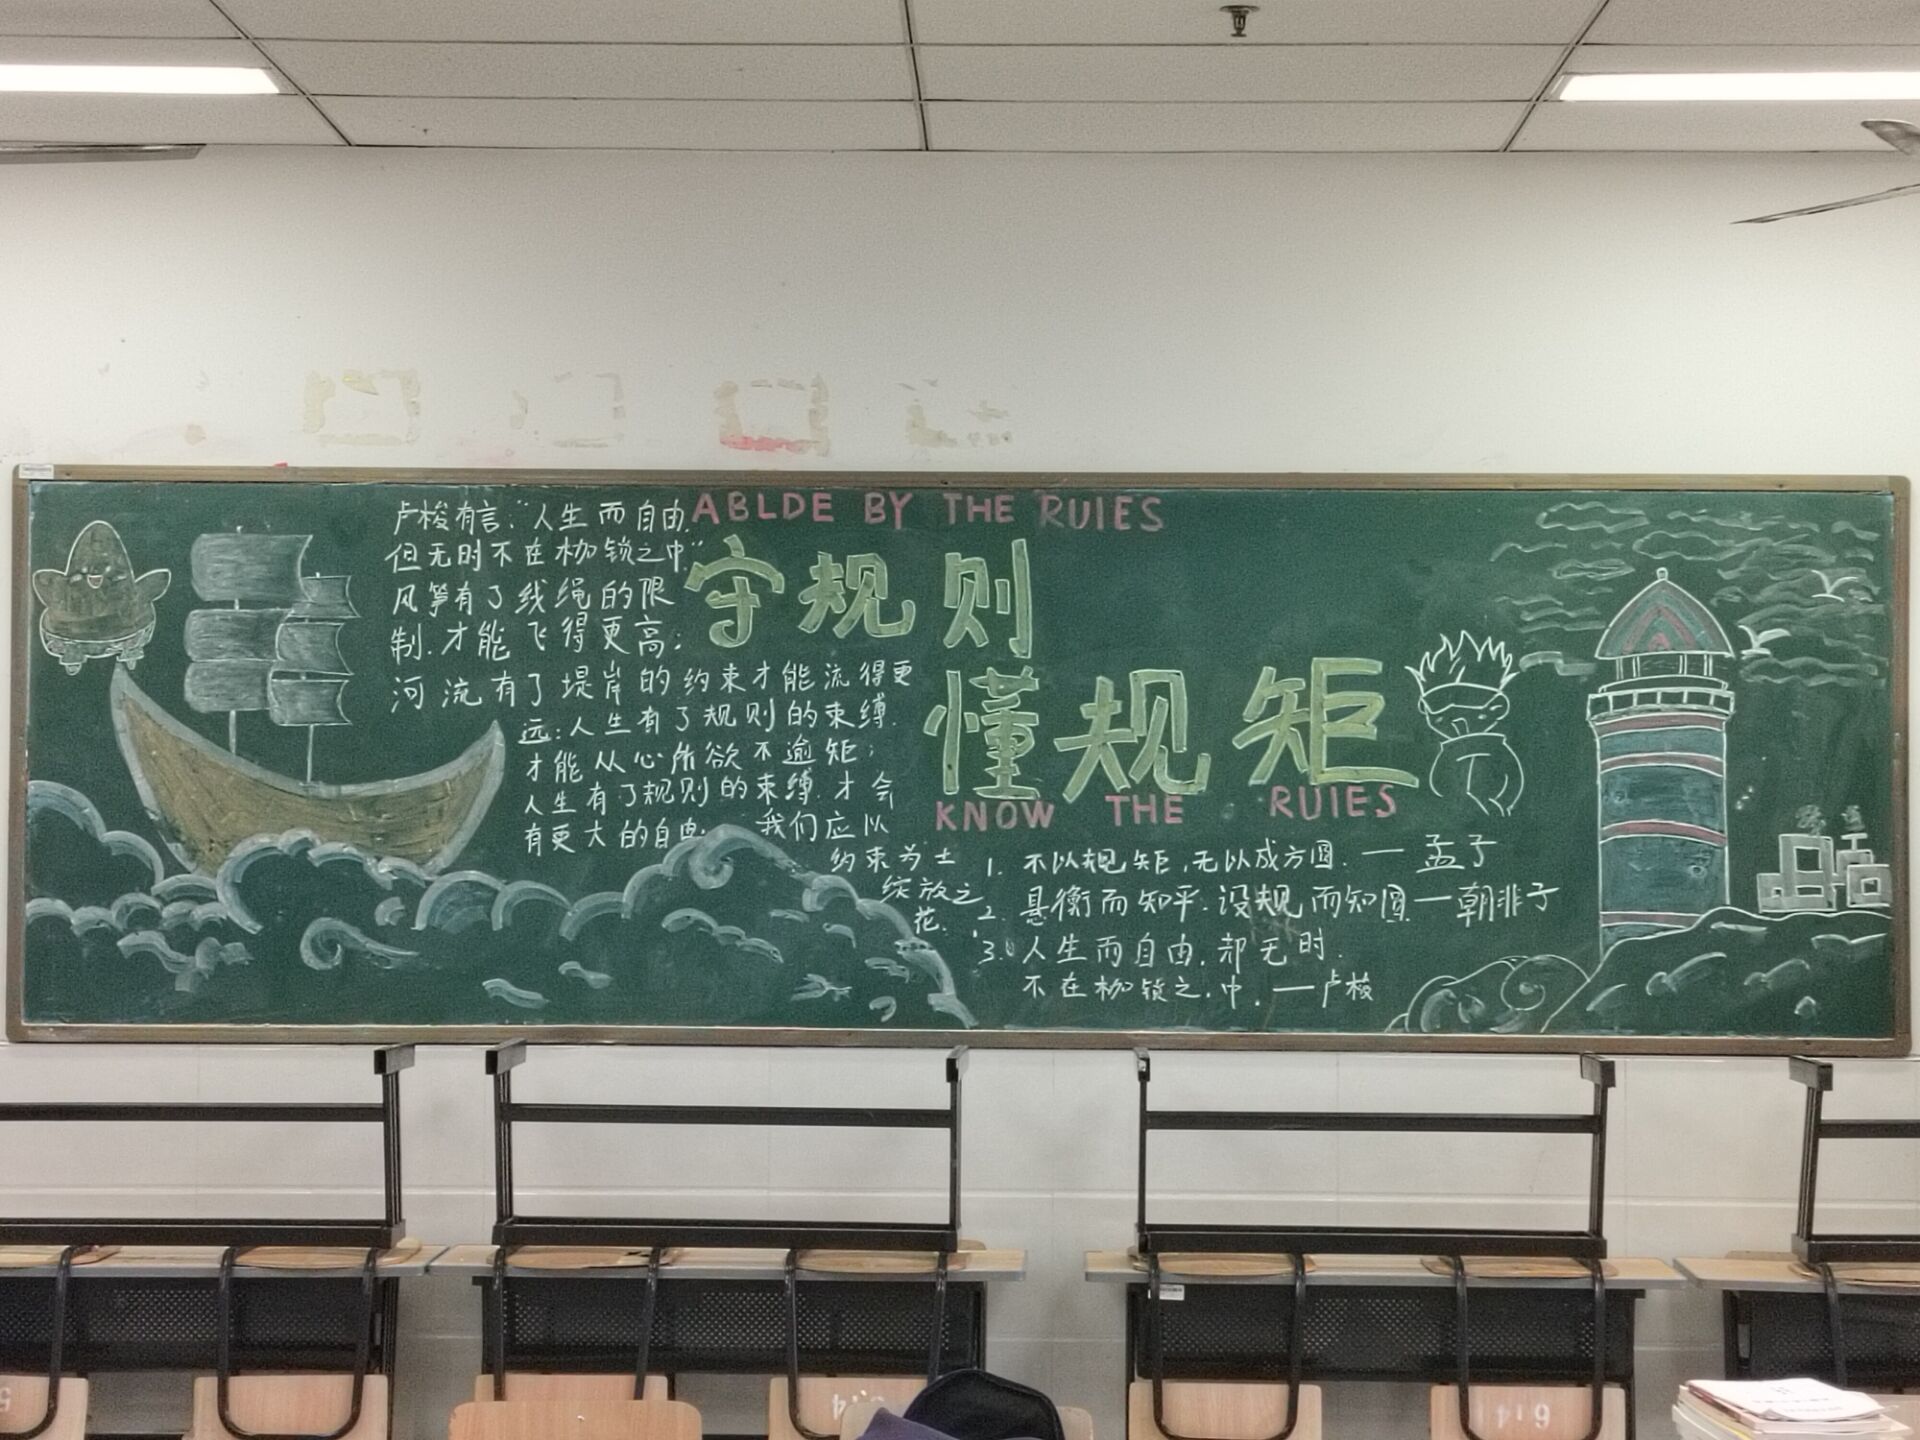 卢梭有言:"人生而自由,
但无时不在枷锁之中"
风筝有了线绳的限
制.才能飞得更高;
河流有了堤岸的约束才能流得更
远;人生有了规则的束缚.
才能从心所欲不逾矩;
人生有了规则的束缚.才会
有更大的自由. 我们应以
约束为土
绽放之
花.
ABLDE BY THE RUIES
守规则
懂规矩
KNOW THE RUIES
1. 不以规矩,无以成方圆. — 孟子
2. 悬衡而知平.设规而知圆 — 朝非子
3. 人生而自由.却无时.
不在枷锁之.中. — 卢梭
614
614